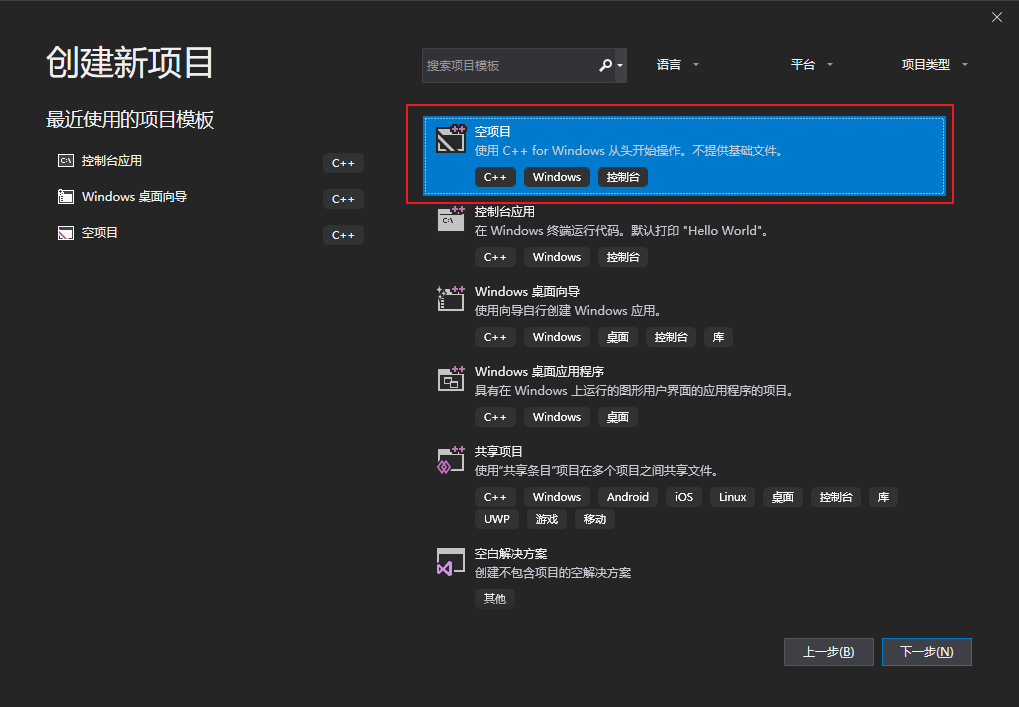 创建新项目
搜索项目模板
语言
平台
项目类型
最近使用的项目模板
控制台应用
C++
Windows 桌面向导
C++
空项目
C++
空项目
使用 C++ for Windows 从头开始操作。不提供基础文件。
C++ Windows 控制台
控制台应用
在 Windows 终端运行代码。默认打印 "Hello World"。
C++ Windows 控制台
Windows 桌面向导
使用向导自行创建 Windows 应用。
C++ Windows 桌面 控制台 库
Windows 桌面应用程序
具有在 Windows 上运行的图形用户界面的应用程序的项目。
C++ Windows 桌面
共享项目
使用"共享条目"项目在多个项目之间共享文件。
C++ Windows Android iOS Linux 桌面 控制台 库
UWP 游戏 移动
空白解决方案
创建不包含项目的空解决方案
其他
上一步(B)
下一步(N)